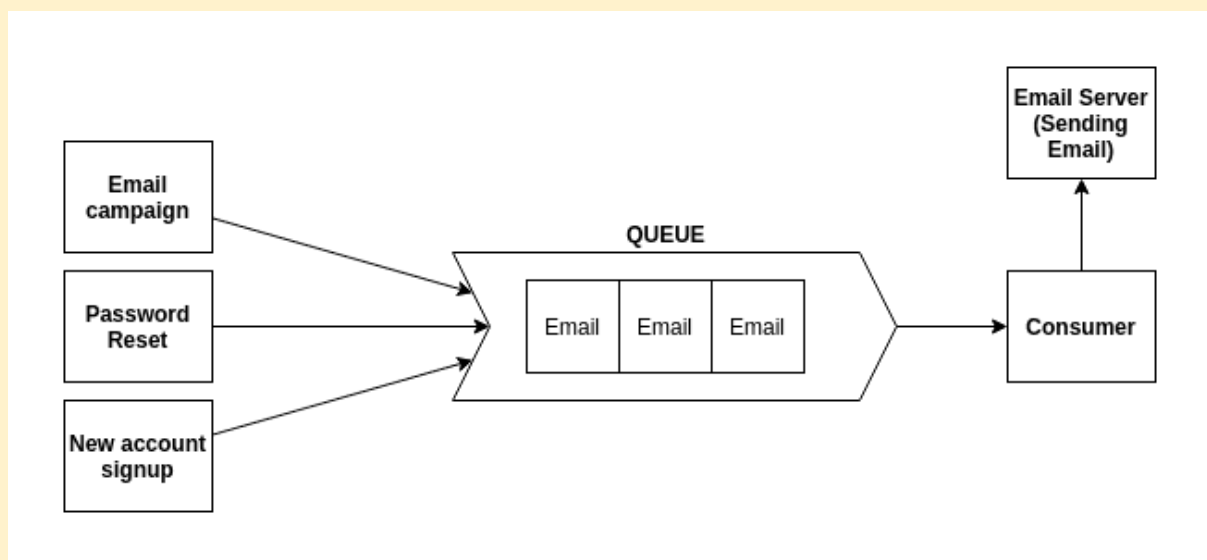 Email
campaign
Password
Reset
New account
signup
QUEUE
Email Email Email
Consumer
Email Server
(Sending
Email)